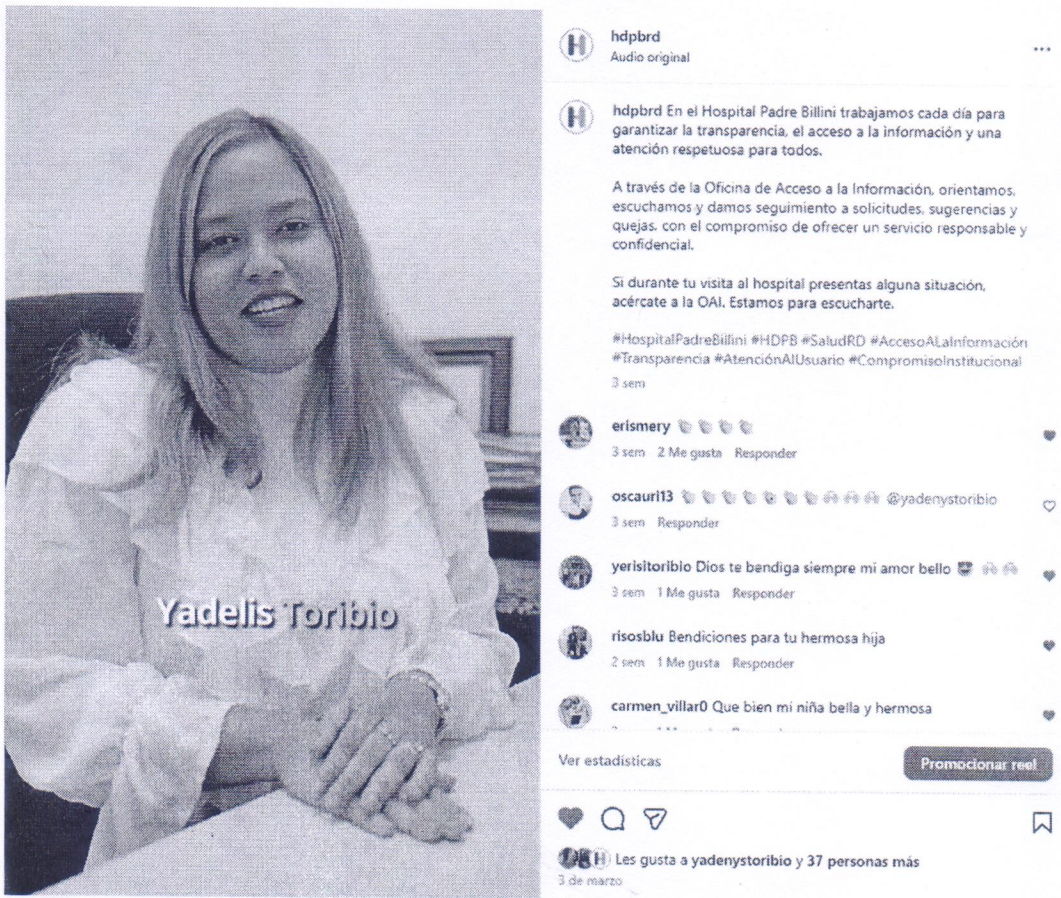 Yadelis Toribio
hdpbrd
Audio original
hdpbrd En el Hospital Padre Billini trabajamos cada día para
garantizar la transparencia, el acceso a la información y una
atención respetuosa para todos.
A través de la Oficina de Acceso a la Información, orientamos,
escuchamos y damos seguimiento a solicitudes, sugerencias y
quejas, con el compromiso de ofrecer un servicio responsable y
confidencial.
Si durante tu visita al hospital presentas alguna situación,
acércate a la OAI. Estamos para escucharte.
#HospitalPadreBillini #HDPB #SaludRD #AccesoALaInformación
#Transparencia #AtenciónAlUsuario #CompromisoInstitucional
3 sem
erismery
3 sem 2 Me gusta Responder
oscauri13 @yadenystoribio
3 sem Responder
yerisitoribio Dios te bendiga siempre mi amor bello
3 sem 1 Me gusta Responder
risosblu Bendiciones para tu hermosa hija
2 sem 1 Me gusta Responder
carmen_villar0 Que bien mi niña bella y hermosa
Ver estadísticas
Promocionar reel
Les gusta a yadenystoribio y 37 personas más
3 de marzo